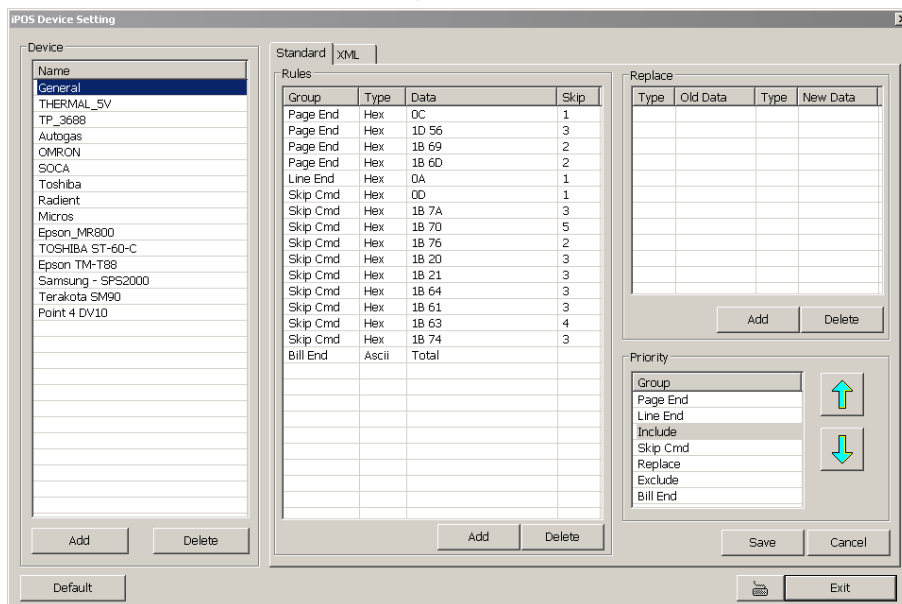 iPOS Device Setting
Device
Name
General
THERMAL_5V
TP_3688
Autogas
OMRON
SOCA
Toshiba
Radient
Micros
Epson_MR800
TOSHIBA ST-60-C
Epson TM-T88
Samsung - SPS2000
Terakota SM90
Point 4 DV10
Add Delete
Default
Standard XML
Rules
Group Type Data Skip
Page End Hex 0C 1
Page End Hex 1D 56 3
Page End Hex 1B 69 2
Page End Hex 1B 6D 2
Line End Hex 0A 1
Skip Cmd Hex 0D 1
Skip Cmd Hex 1B 7A 3
Skip Cmd Hex 1B 70 5
Skip Cmd Hex 1B 76 2
Skip Cmd Hex 1B 20 3
Skip Cmd Hex 1B 21 3
Skip Cmd Hex 1B 64 3
Skip Cmd Hex 1B 61 3
Skip Cmd Hex 1B 63 4
Skip Cmd Hex 1B 74 3
Bill End Ascii Total
Add Delete
Replace
Type Old Data Type New Data
Add Delete
Priority
Group
Page End
Line End
Include
Skip Cmd
Replace
Exclude
Bill End
Save Cancel
Exit